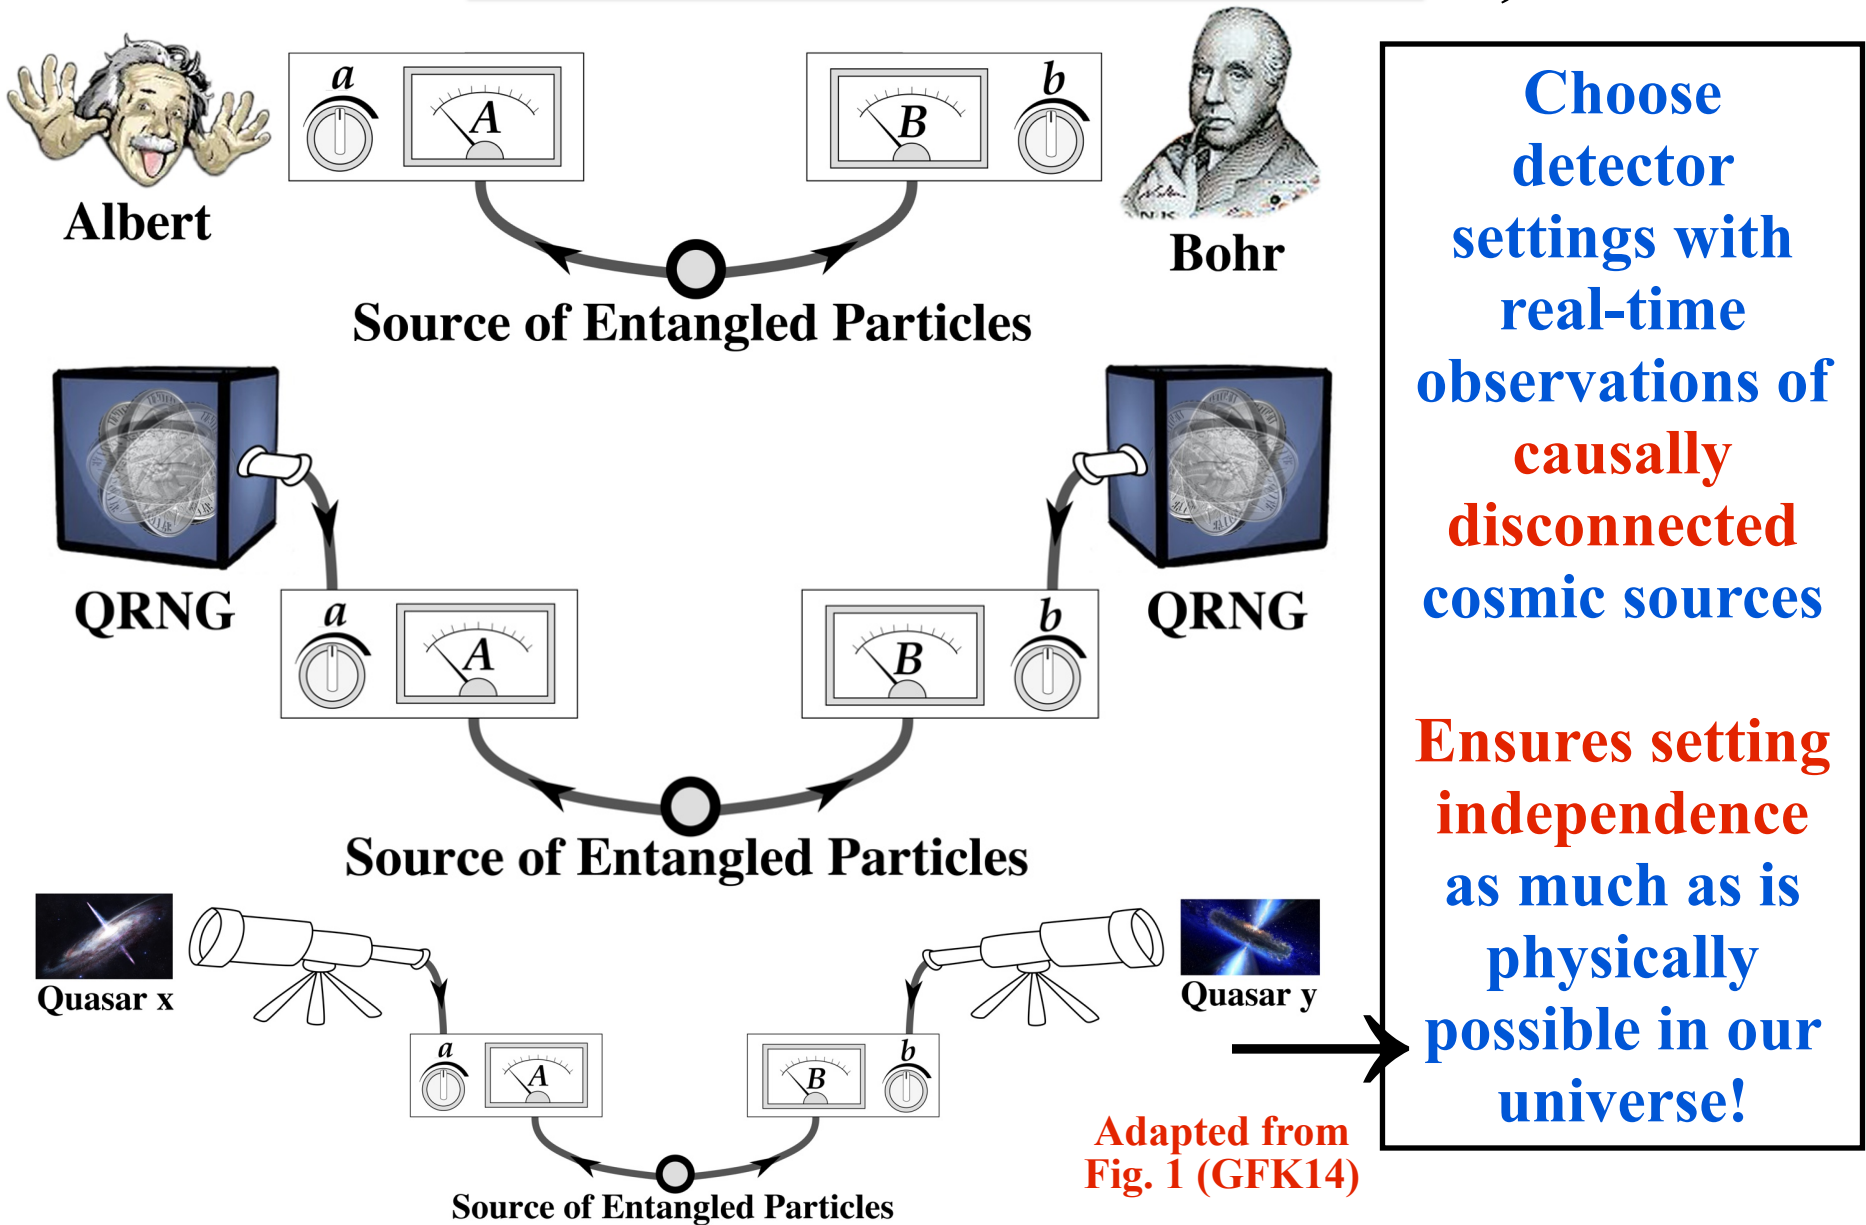 a
A
B
b
Albert
Bohr
N.K
Source of Entangled Particles
QRNG
QRNG
a
A
B
b
Source of Entangled Particles
Quasar x
Quasar y
a
A
B
b
Source of Entangled Particles
Adapted from
Fig. 1 (GFK14)
Choose
detector
settings with
real-time
observations of
causally
disconnected
cosmic sources
Ensures setting
independence
as much as is
physically
possible in our
universe!